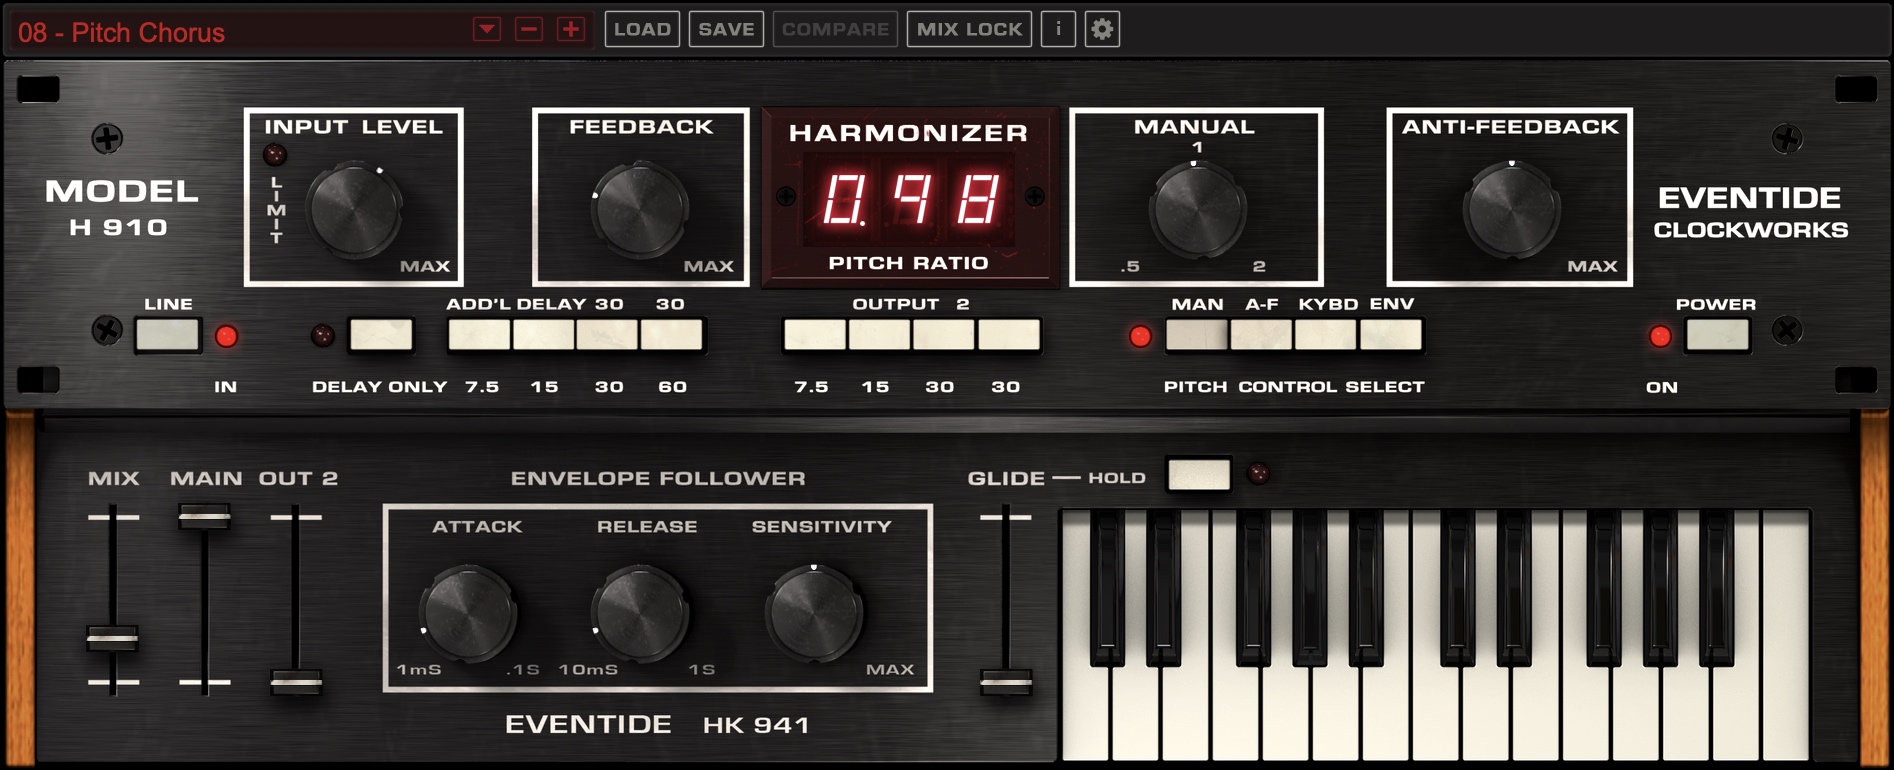 08 - Pitch Chorus
LOAD SAVE COMPARE MIX LOCK i
INPUT LEVEL
LIMIT
MAX
FEEDBACK
MAX
HARMONIZER
0.98
PITCH RATIO
MANUAL
1
.5 2
ANTI-FEEDBACK
MAX
MODEL
H 910
EVENTIDE
CLOCKWORKS
LINE
IN
ADD'L DELAY 30 30
DELAY ONLY 7.5 15 30 60
OUTPUT 2
7.5 15 30 30
MAN A-F KYBD ENV
PITCH CONTROL SELECT
POWER
ON
MIX MAIN OUT 2
ENVELOPE FOLLOWER
ATTACK RELEASE SENSITIVITY
1mS .1S 10mS 1S MAX
EVENTIDE HK 941
GLIDE — HOLD